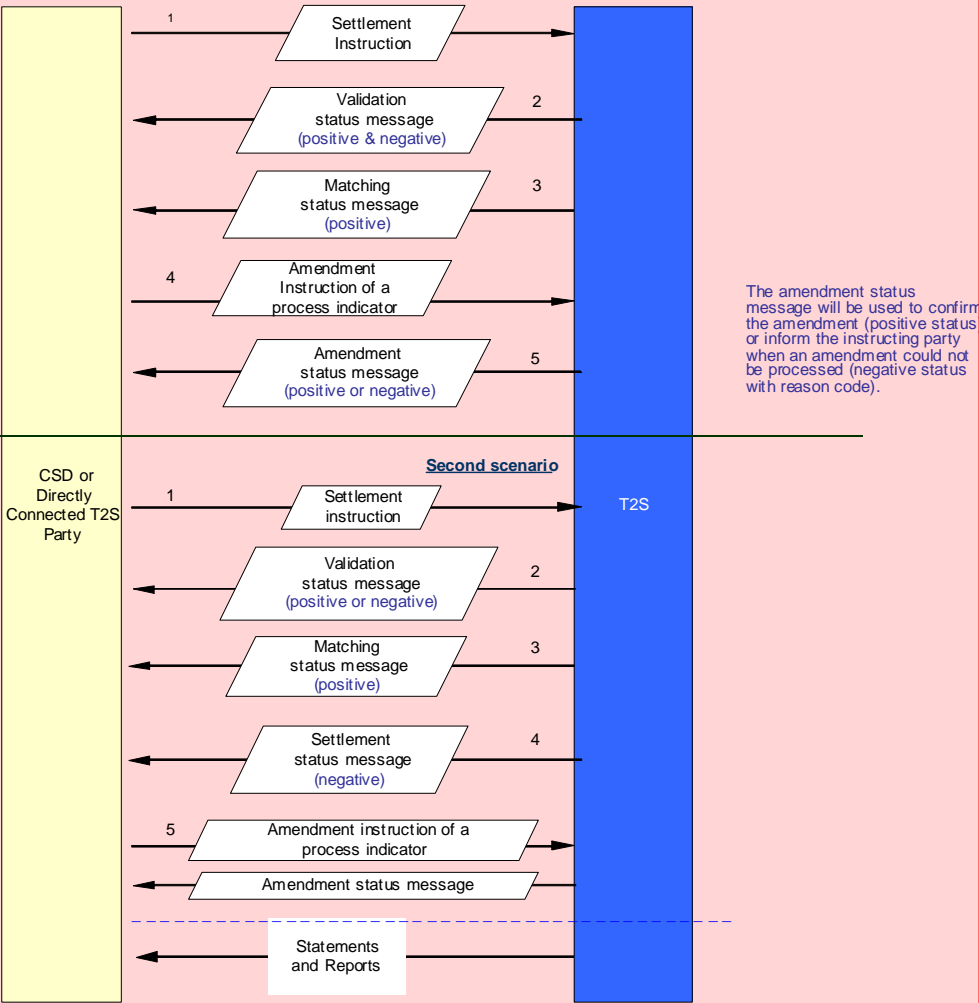 1
Settlement
Instruction
Validation
status message
(positive & negative)
2
Matching
status message
(positive)
3
4
Amendment
Instruction of a
process indicator
Amendment
status message
(positive or negative)
5
The amendment status
message will be used to confirm
the amendment (positive status
or inform the instructing party
when an amendment could not
be processed (negative status
with reason code).
CSD or
Directly
Connected T2S
Party
T2S
Second scenario
1
Settlement
instruction
Validation
status message
(positive or negative)
2
Matching
status message
(positive)
3
Settlement
status message
(negative)
4
5
Amendment instruction of a
process indicator
Amendment status message
Statements
and Reports